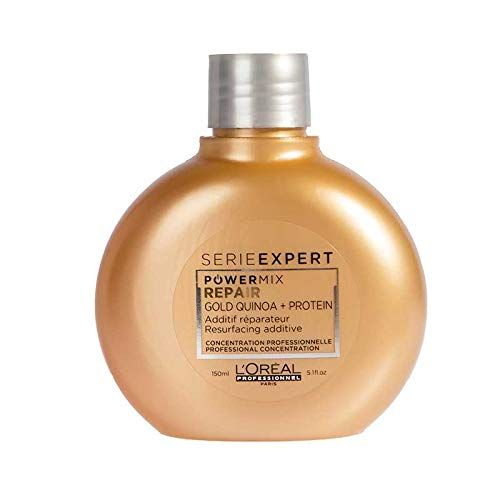 SERIEEXPERT
POWERMIX
REPAIR
GOLD QUINOA + PROTEIN
Additif réparateur
Resurfacing additive
CONCENTRATION PROFESSIONNELLE
PROFESSIONAL CONCENTRATION
L'ORÉAL
150ml PROFESSIONNEL 5.1fl.oz
PARIS